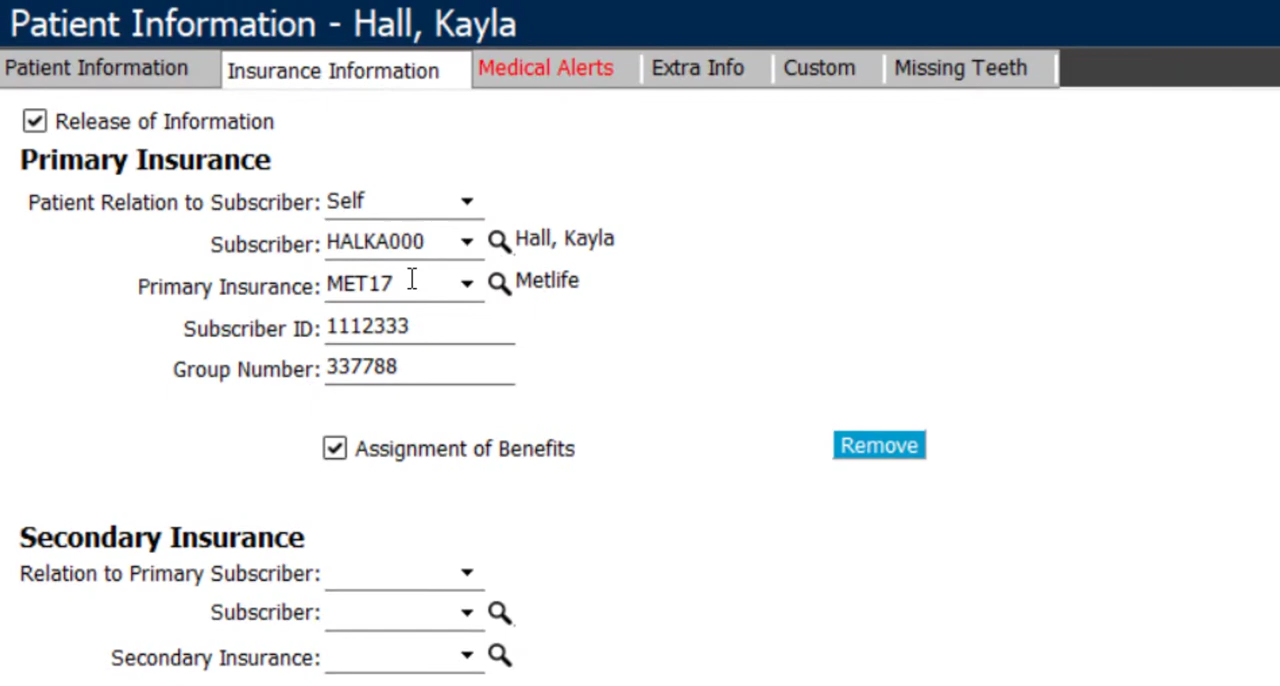 Patient Information - Hall, Kayla
Patient Information Insurance Information Medical Alerts Extra Info Custom Missing Teeth
Release of Information
Primary Insurance
Patient Relation to Subscriber: Self
Subscriber: HALKA000 Hall, Kayla
Primary Insurance: MET17 Metlife
Subscriber ID: 1112333
Group Number: 337788
Assignment of Benefits Remove
Secondary Insurance
Relation to Primary Subscriber:
Subscriber:
Secondary Insurance: